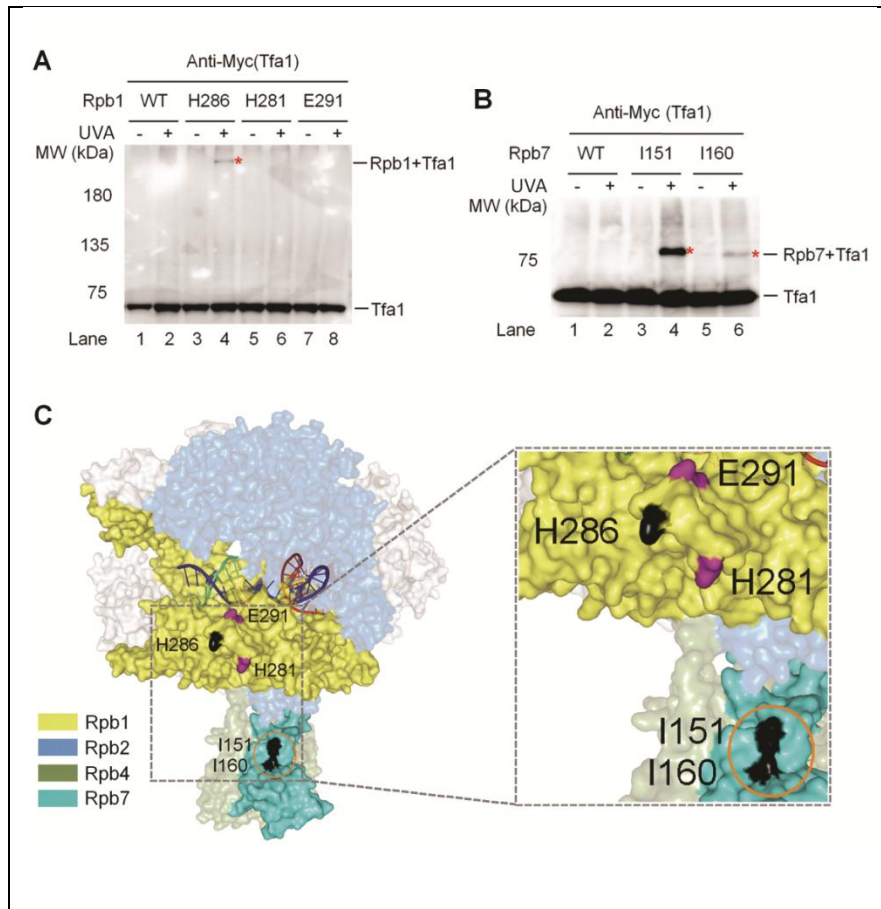 A
Anti-Myc(Tfa1)
Rpb1 WT H286 H281 E291
UVA - + - + - + - +
MW (kDa)
* Rpb1+Tfa1
180
135
75
Tfa1
Lane 1 2 3 4 5 6 7 8
B
Anti-Myc (Tfa1)
Rpb7 WT I151 I160
UVA - + - + - +
MW (kDa)
75 * * Rpb7+Tfa1
Tfa1
Lane 1 2 3 4 5 6
C
E291
H286
H281
I151
I160
Rpb1
Rpb2
Rpb4
Rpb7
E291
H286
H281
I151
I160